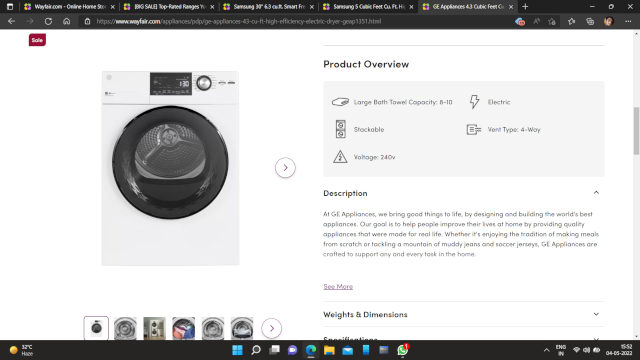 Wayfair.com - Online Home Stor
[BIG SALE] Top-Rated Ranges Yo
Samsung 30" 6.3 cu.ft. Smart Free
Samsung 5 Cubic Feet Cu. Ft. Hig
GE Appliances 4.3 Cubic Feet Cu
https://www.wayfair.com/appliances/pdp/ge-appliances-43-cu-ft-high-efficiency-electric-dryer-geap1351.html
Sale
Product Overview
Large Bath Towel Capacity: 8-10
Electric
Stackable
Vent Type: 4-Way
Voltage: 240v
Description
At GE Appliances, we bring good things to life, by designing and building the world's best
appliances. Our goal is to help people improve their lives at home by providing quality
appliances that were made for real life. Whether it's enjoying the tradition of making meals
from scratch or tackling a mountain of muddy jeans and soccer jerseys, GE Appliances are
crafted to support any and every task in the home.
See More
Weights & Dimensions
Specifications
32°C
Haze
ENG
IN
15:52
04-05-2022